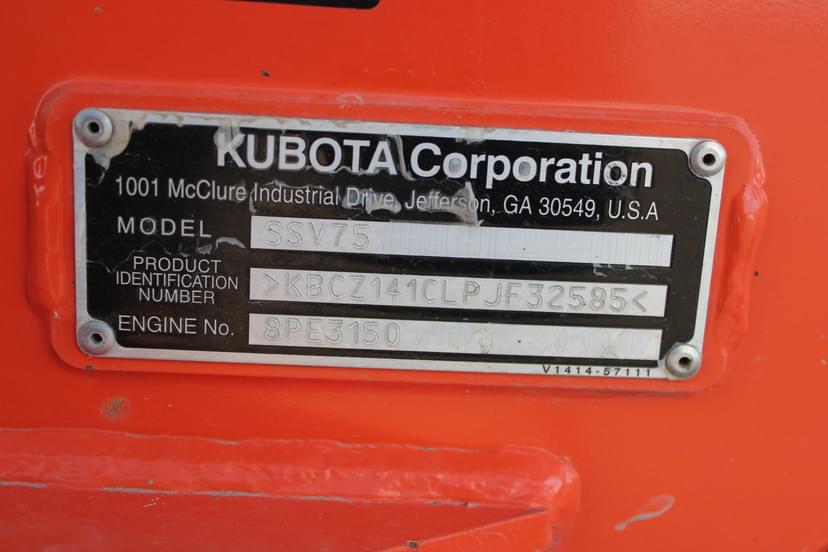 KUBOTA Corporation
1001 McClure Industrial Drive, Jefferson, GA 30549, U.S.A
MODEL SSV75
PRODUCT IDENTIFICATION NUMBER >KBCZ141CLPJF32585<
ENGINE No. 8PE3150
V1414-57111